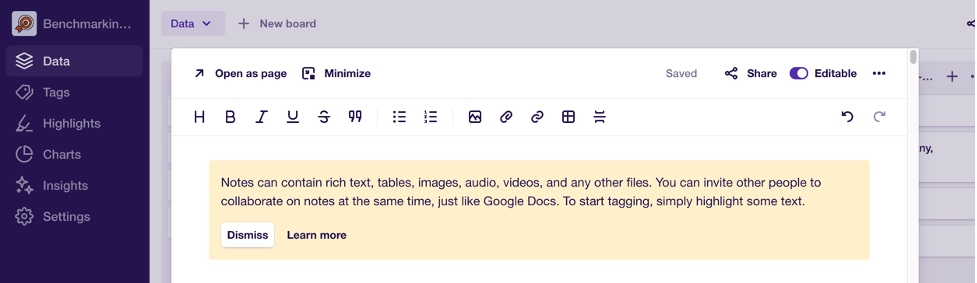 Benchmarkin...
Data
Tags
Highlights
Charts
Insights
Settings
Data
New board
Open as page
Minimize
Saved
Share
Editable
H B I U S
Notes can contain rich text, tables, images, audio, videos, and any other files. You can invite other people to
collaborate on notes at the same time, just like Google Docs. To start tagging, simply highlight some text.
Dismiss
Learn more
ny,